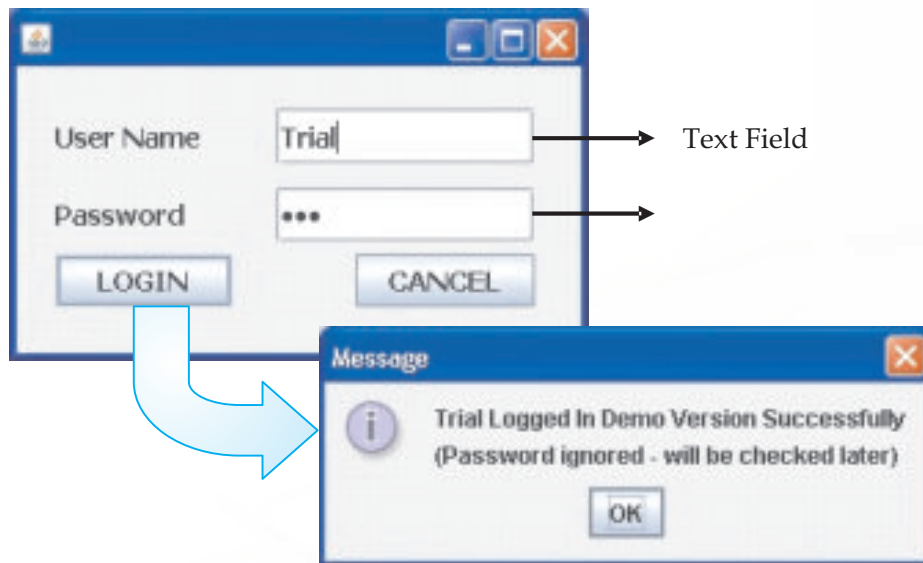 User Name Trial Text Field
Password •••
LOGIN CANCEL
Message
i
Trial Logged In Demo Version Successfully
(Password ignored - will be checked later)
OK